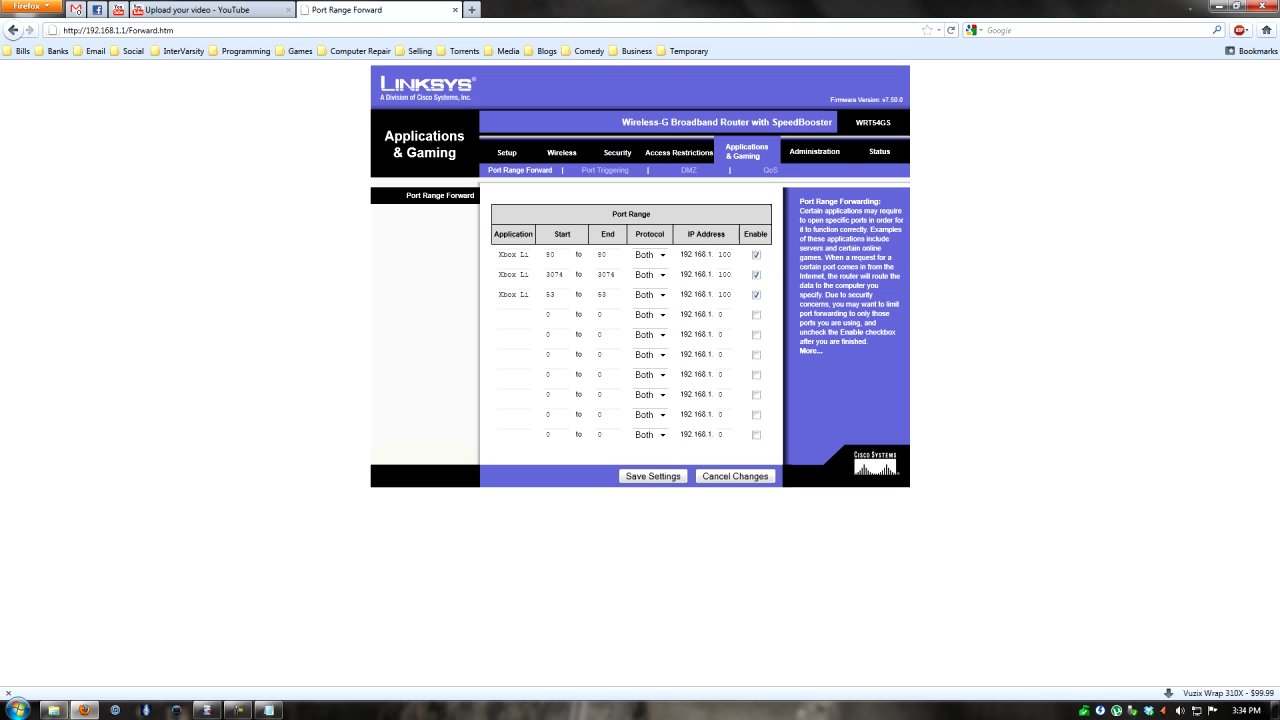 Firefox
Upload your video - YouTube
Port Range Forward
http://192.168.1.1/Forward.htm
Google
Bills
Banks
Email
Social
InterVarsity
Programming
Games
Computer Repair
Selling
Torrents
Media
Blogs
Comedy
Business
Temporary
Bookmarks
LINKSYS®
A Division of Cisco Systems, Inc.
Firmware Version: v7.50.0
Wireless-G Broadband Router with SpeedBooster
WRT54GS
Applications
& Gaming
Setup
Wireless
Security
Access Restrictions
Applications
& Gaming
Administration
Status
Port Range Forward | Port Triggering | DMZ | QoS
Port Range Forward
Port Range
Application Start End Protocol IP Address Enable
Xbox Li 80 to 80 Both 192.168.1. 100
Xbox Li 3074 to 3074 Both 192.168.1. 100
Xbox Li 53 to 53 Both 192.168.1. 100
0 to 0 Both 192.168.1. 0
0 to 0 Both 192.168.1. 0
0 to 0 Both 192.168.1. 0
0 to 0 Both 192.168.1. 0
0 to 0 Both 192.168.1. 0
0 to 0 Both 192.168.1. 0
0 to 0 Both 192.168.1. 0
Save Settings
Cancel Changes
Port Range Forwarding:
Certain applications may require
to open specific ports in order for
it to function correctly. Examples
of these applications include
servers and certain online
games. When a request for a
certain port comes in from the
Internet, the router will route the
data to the computer you
specify. Due to security
concerns, you may want to limit
port forwarding to only those
ports you are using, and
uncheck the Enable checkbox
after you are finished.
More...
CISCO SYSTEMS
Vuzix Wrap 310X - $99.99
3:34 PM